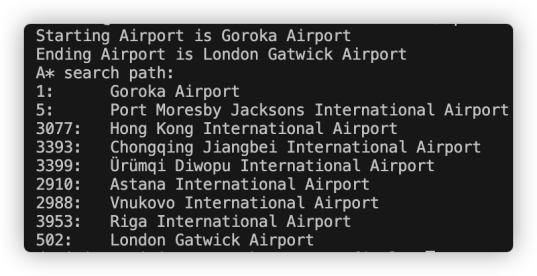 Starting Airport is Goroka Airport
Ending Airport is London Gatwick Airport
A* search path:
1: Goroka Airport
5: Port Moresby Jacksons International Airport
3077: Hong Kong International Airport
3393: Chongqing Jiangbei International Airport
3399: Ürümqi Diwopu International Airport
2910: Astana International Airport
2988: Vnukovo International Airport
3953: Riga International Airport
502: London Gatwick Airport